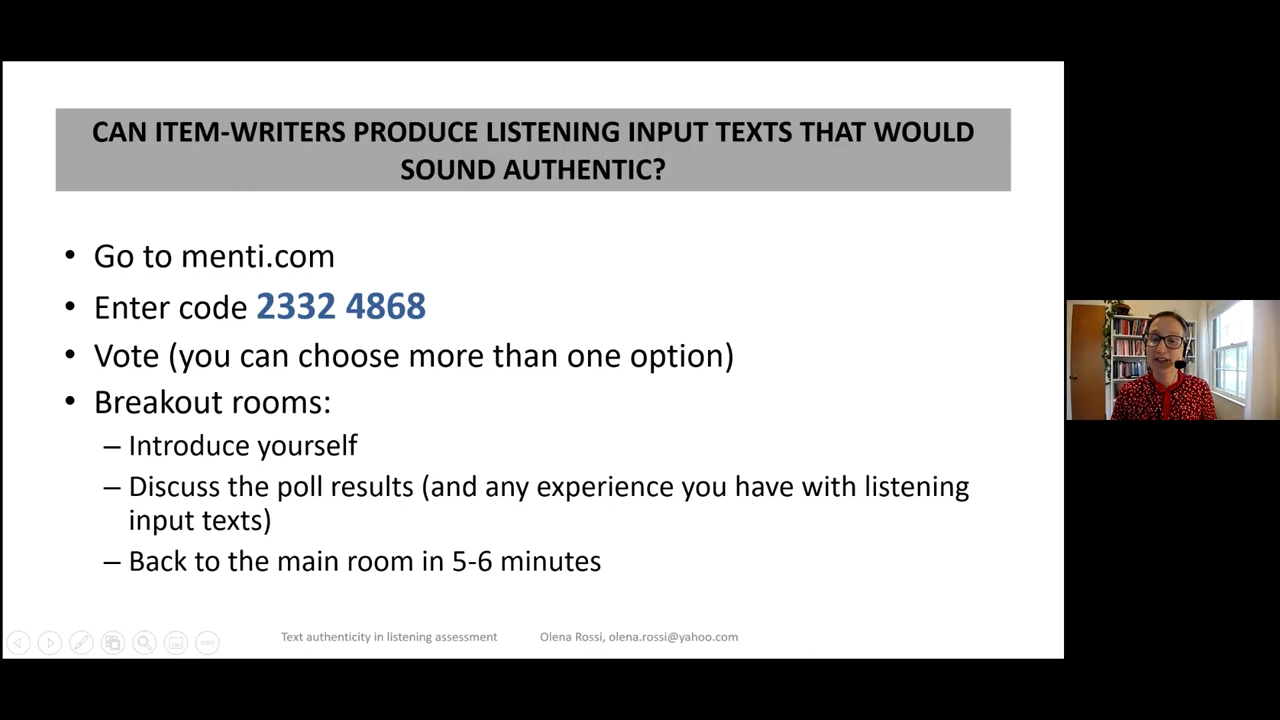 CAN ITEM-WRITERS PRODUCE LISTENING INPUT TEXTS THAT WOULD
SOUND AUTHENTIC?
• Go to menti.com
• Enter code 2332 4868
• Vote (you can choose more than one option)
• Breakout rooms:
– Introduce yourself
– Discuss the poll results (and any experience you have with listening
input texts)
– Back to the main room in 5-6 minutes
Text authenticity in listening assessment Olena Rossi, olena.rossi@yahoo.com